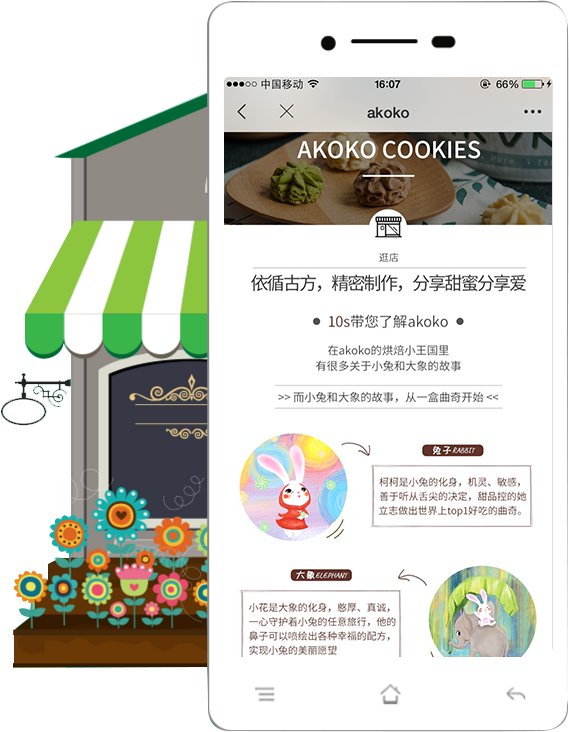 中国移动
16:07
66%
akoko
AKOKO COOKIES
逛店
依循古方，精密制作，分享甜蜜分享爱
10s带您了解akoko
在akoko的烘焙小王国里
有很多关于小兔和大象的故事
>> 而小兔和大象的故事，从一盒曲奇开始 <<
兔子 RABBIT
柯柯是小兔的化身，机灵、敏感，
善于听从舌尖的决定，甜品控的她
立志做出世界上top1好吃的曲奇。
大象 ELEPHANT
小花是大象的化身，憨厚、真诚，
一心守护着小兔的任意旅行，他的
鼻子可以喷绘出各种幸福的配方，
实现小兔的美丽愿望